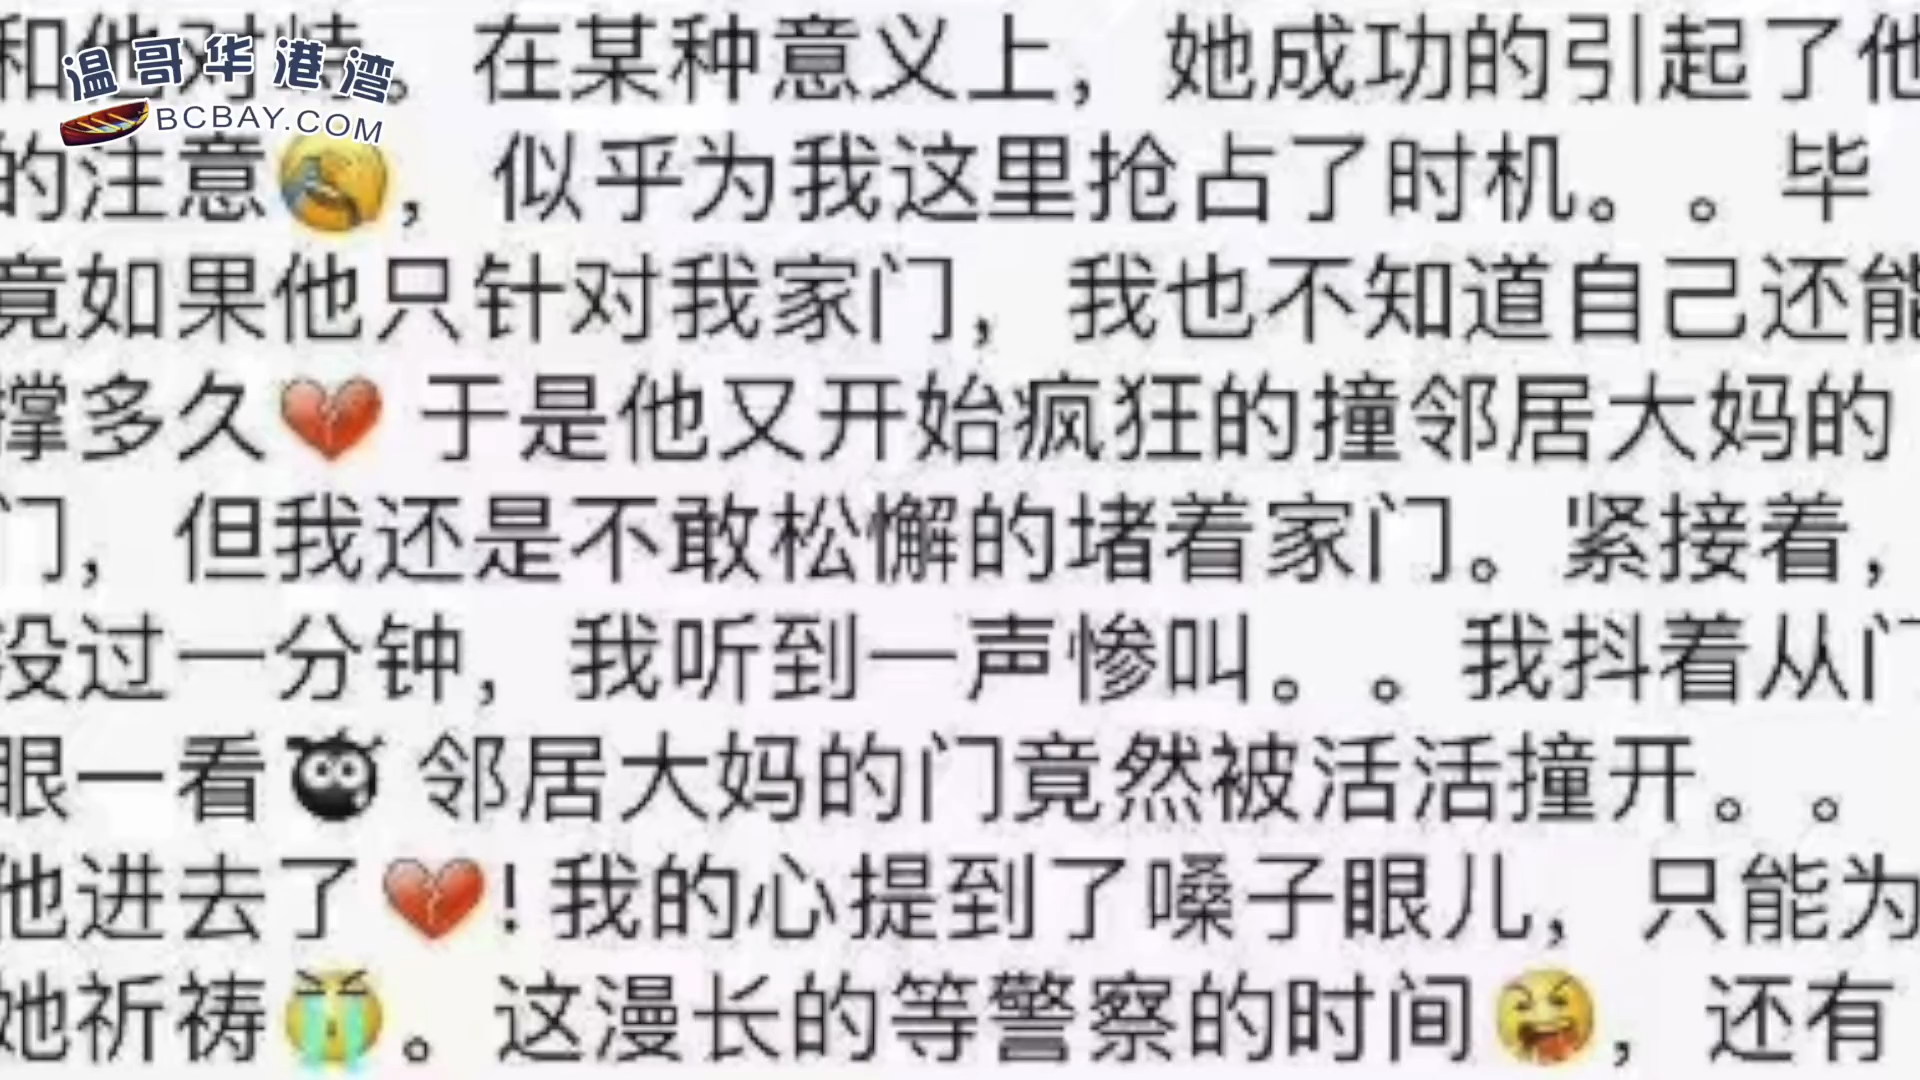 温哥华港湾
BCBAY.COM
和他对峙。在某种意义上，她成功的引起了他
的注意🤣，似乎为我这里抢占了时机。。毕
竟如果他只针对我家门，我也不知道自己还能
撑多久💔于是他又开始疯狂的撞邻居大妈的
门，但我还是不敢松懈的堵着家门。紧接着，
没过一分钟，我听到一声惨叫。。我抖着从门
眼一看 邻居大妈的门竟然被活活撞开。。
他进去了💔! 我的心提到了嗓子眼儿，只能为
她祈祷😭。这漫长的等警察的时间🤪，还有